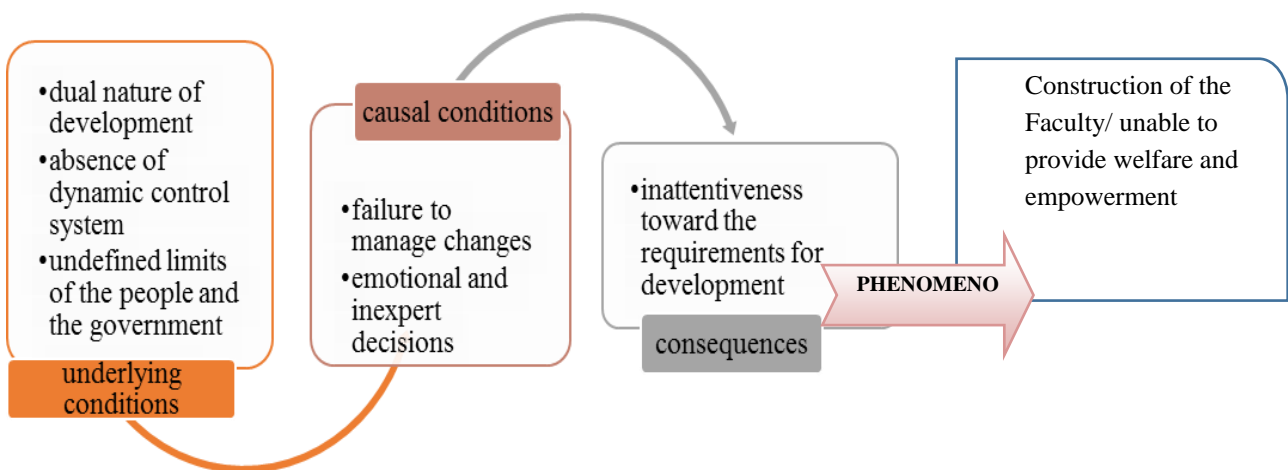 •dual nature of
development
•absence of
dynamic control
system
•undefined limits
of the people and
the government
underlying
conditions
causal conditions
•failure to
manage changes
•emotional and
inexpert
decisions
•inattentiveness
toward the
requirements for
development
consequences
PHENOMENO
Construction of the
Faculty/ unable to
provide welfare and
empowerment